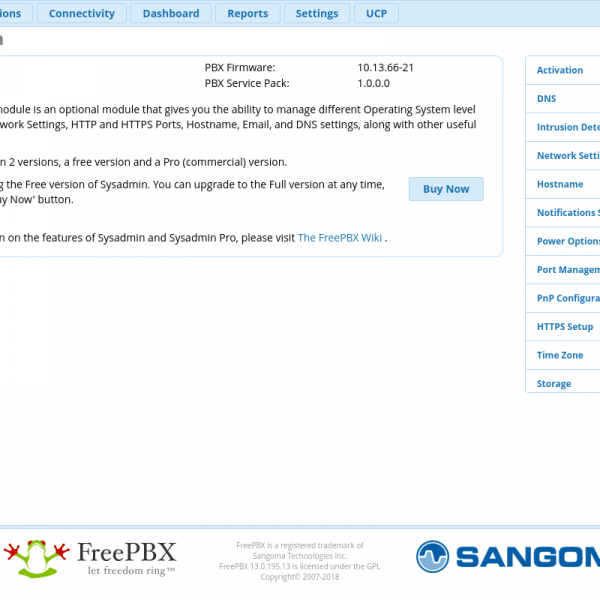 ions Connectivity Dashboard Reports Settings UCP
n
PBX Firmware: 10.13.66-21
PBX Service Pack: 1.0.0.0
module is an optional module that gives you the ability to manage different Operating System level
work Settings, HTTP and HTTPS Ports, Hostname, Email, and DNS settings, along with other useful
n 2 versions, a free version and a Pro (commercial) version.
g the Free version of Sysadmin. You can upgrade to the Full version at any time,
uy Now' button.
Buy Now
n on the features of Sysadmin and Sysadmin Pro, please visit The FreePBX Wiki .
Activation
DNS
Intrusion Dete
Network Setti
Hostname
Notifications S
Power Options
Port Managem
PnP Configura
HTTPS Setup
Time Zone
Storage
FreePBX
let freedom ring™
FreePBX is a registered trademark of
Sangoma Technologies Inc.
FreePBX 13.0.195.13 is licensed under the GPL
Copyright© 2007-2018
SANGOM